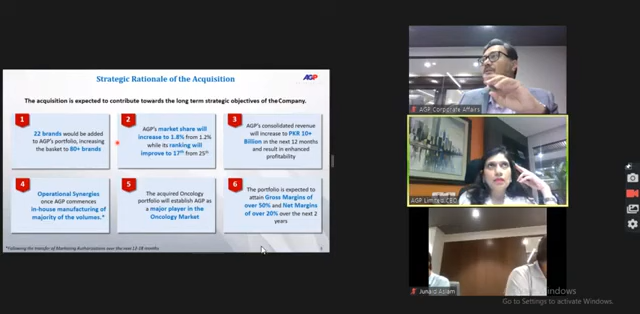 Strategic Rationale of the Acquisition
AGP
The acquisition is expected to contribute towards the long term strategic objectives of the Company.
1
22 brands would be added
to AGP's portfolio, increasing
the basket to 80+ brands
2
AGP's market share will
increase to 1.8% from 1.2%
while its ranking will
improve to 17th from 25th
3
AGP's consolidated revenue
will increase to PKR 10+
Billion in the next 12 months
and result in enhanced
profitability
4
Operational Synergies
once AGP commences
in-house manufacturing of
majority of the volumes.*
5
The acquired Oncology
portfolio will establish AGP as
a major player in the
Oncology Market
6
The portfolio is expected to
attain Gross Margins of
over 50% and Net Margins
of over 20% over the next 2
years
*Following the transfer of Marketing Authorizations over the next 12-18 months
AGP Corporate Affairs
AGP Limited CEO
Junaid Aslam
Windows
Go to Settings to activate Windows.